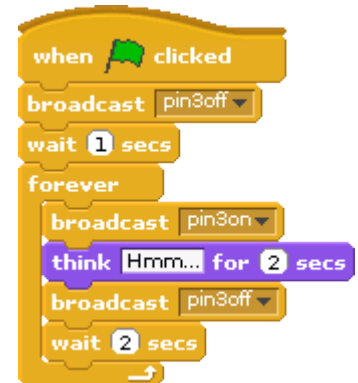 when clicked
broadcast pin3off
wait 1 secs
forever
broadcast pin3on
think Hmm... for 2 secs
broadcast pin3off
wait 2 secs